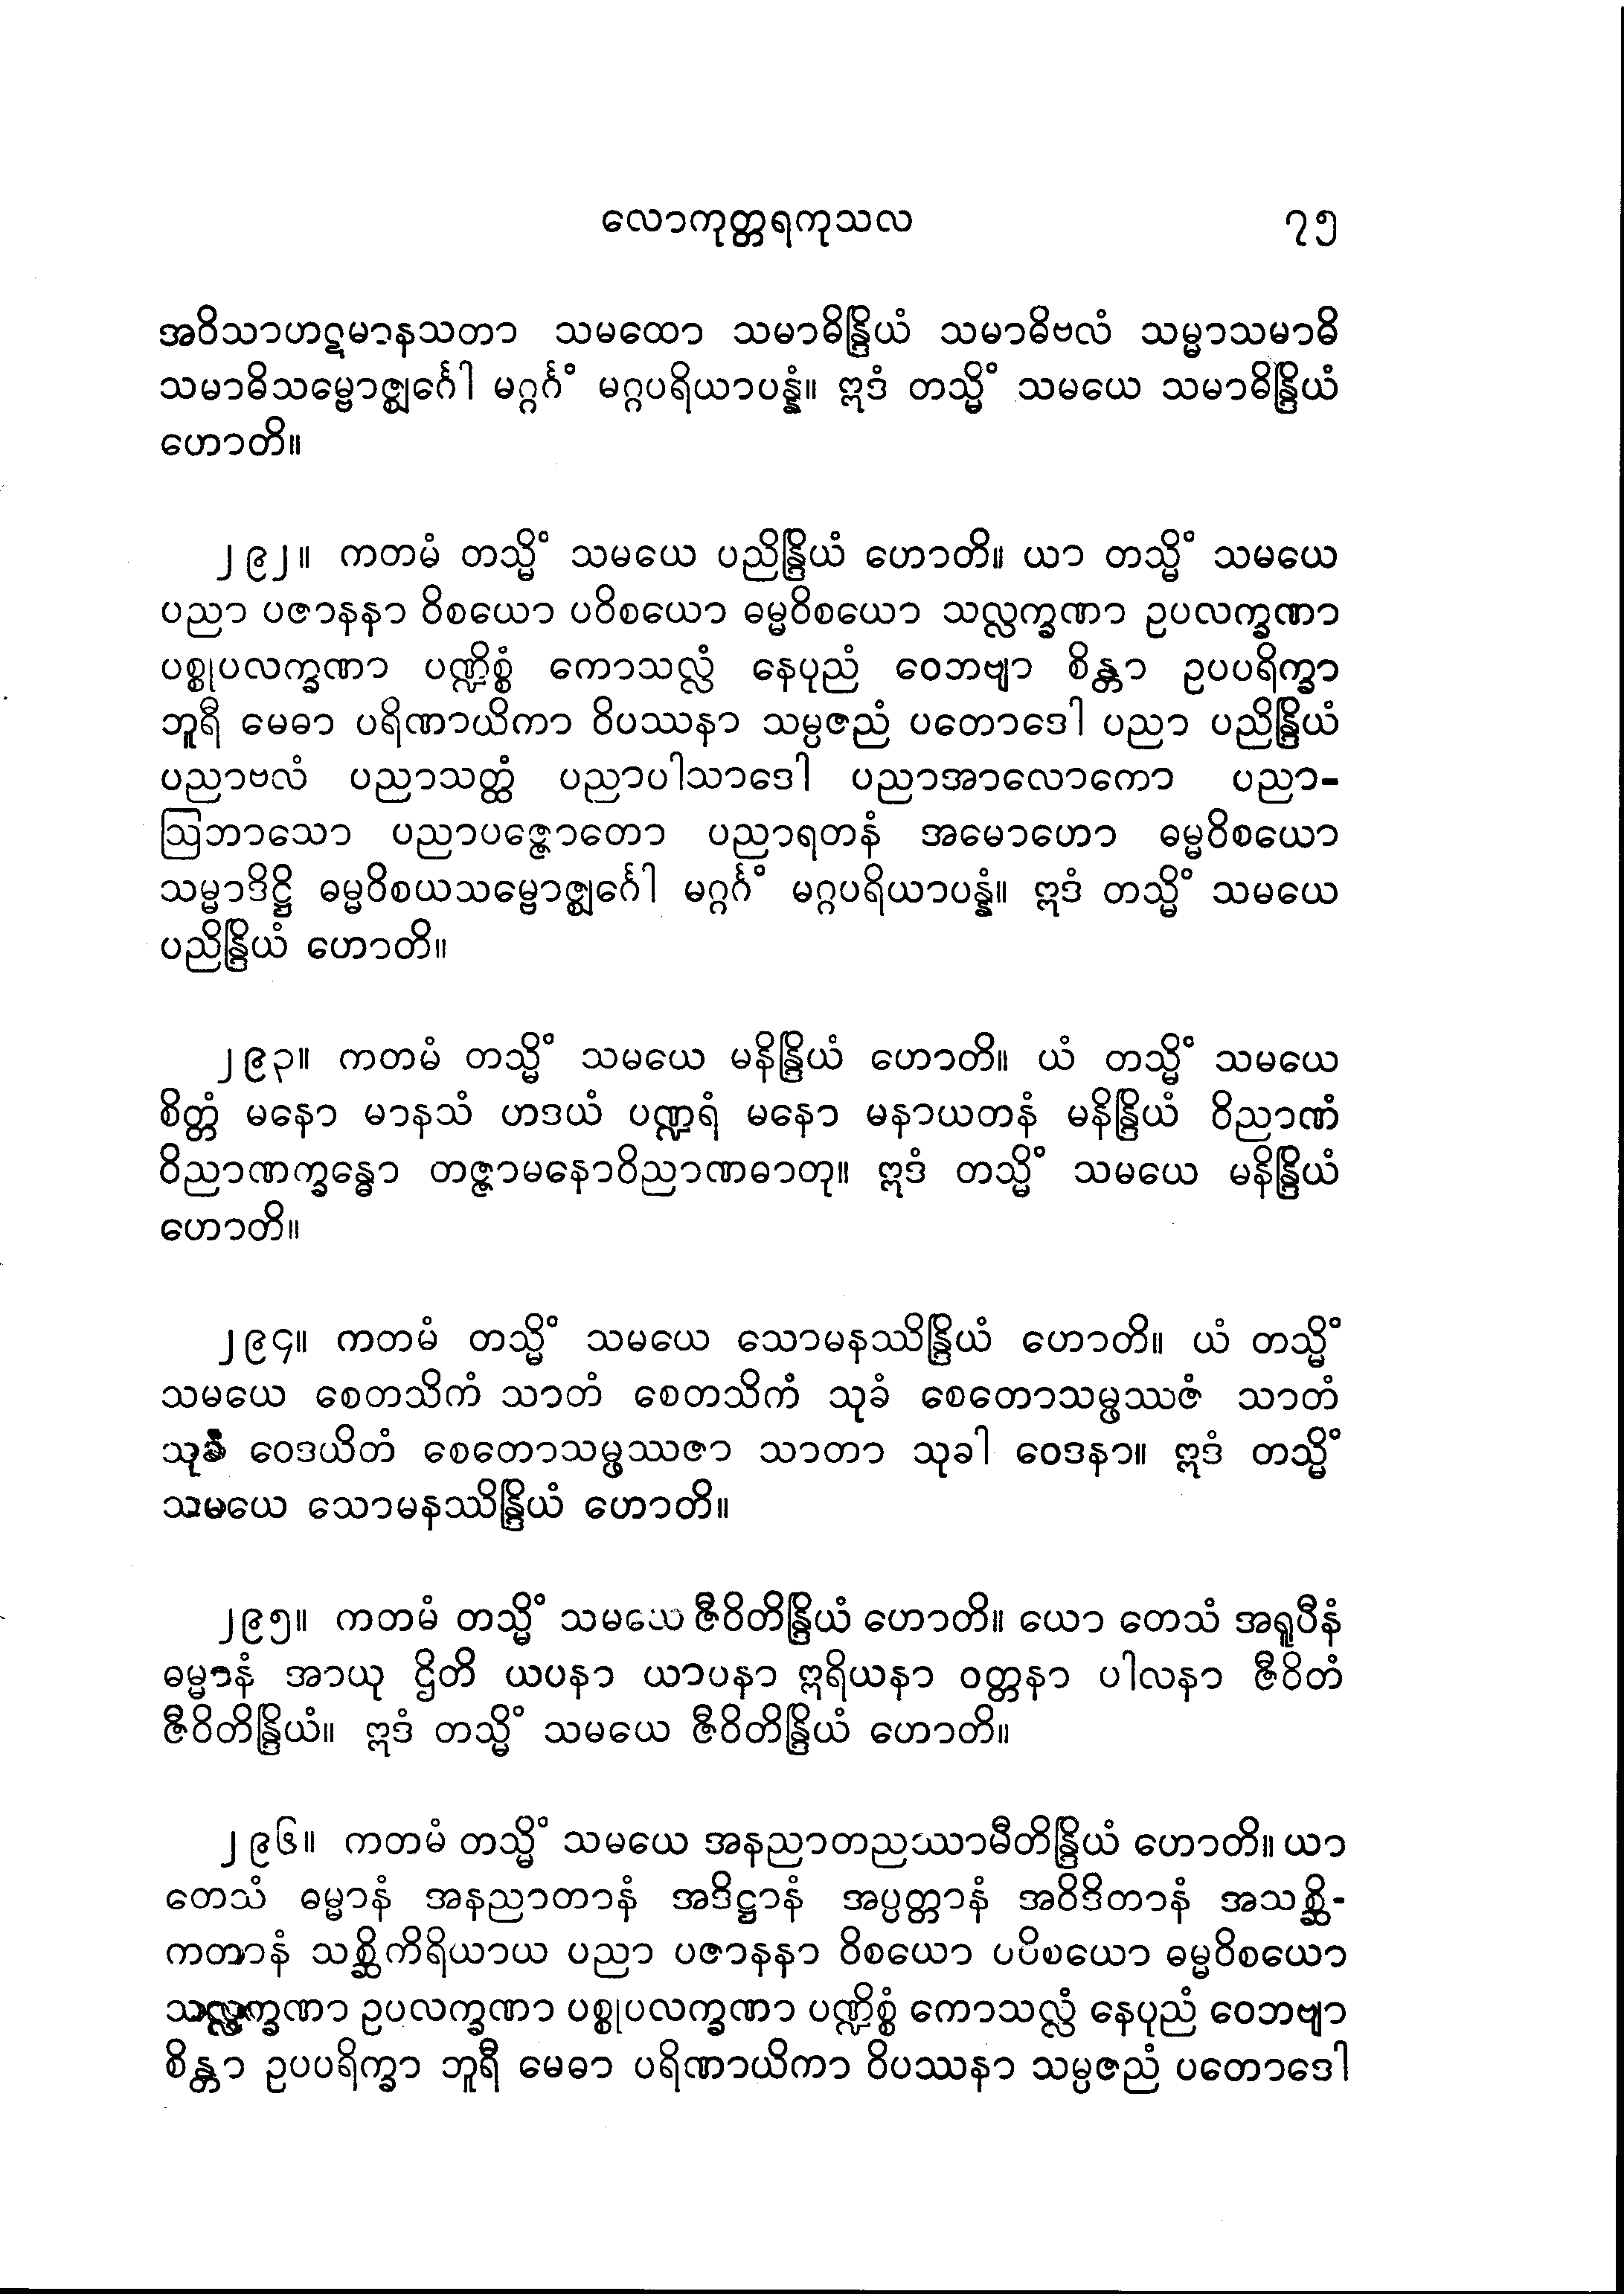 လောကုတ္တရကုသလ ၇၅
အဝိသာဟဋမာနသတာ သမထော သမာဓိန္ဒြိယံ သမာဓိဗလံ သမ္မာသမာဓိ
သမာဓိသမ္ဗောဇ္ဈင်္ဂေါ မဂ္ဂင်္ဂံ မဂ္ဂပရိယာပန္နံ။ ဣဒံ တသ္မိံ သမယေ သမာဓိန္ဒြိယံ
ဟောတိ။
၂၉၂။ ကတမံ တသ္မိံ သမယေ ပညိန္ဒြိယံ ဟောတိ။ ယာ တသ္မိံ သမယေ
ပညာ ပဇာနနာ ဝိစယော ပဝိစယော ဓမ္မဝိစယော သလ္လက္ခဏာ ဥပလက္ခဏာ
ပစ္စုပလက္ခဏာ ပဏ္ဍိစ္စံ ကောသလ္လံ နေပုညံ ဝေဘဗျာ စိန္တာ ဥပပရိက္ခာ
ဘူရီ မေဓာ ပရိဏာယိကာ ဝိပဿနာ သမ္ပဇညံ ပတောဒေါ ပညာ ပညိန္ဒြိယံ
ပညာဗလံ ပညာသတ္ထံ ပညာပါသာဒေါ ပညာအာလောကော ပညာ-
ဩဘာသော ပညာပဇ္ဇောတော ပညာရတနံ အမောဟော ဓမ္မဝိစယော
သမ္မာဒိဋ္ဌိ ဓမ္မဝိစယသမ္ဗောဇ္ဈင်္ဂေါ မဂ္ဂင်္ဂံ မဂ္ဂပရိယာပန္နံ။ ဣဒံ တသ္မိံ သမယေ
ပညိန္ဒြိယံ ဟောတိ။
၂၉၃။ ကတမံ တသ္မိံ သမယေ မနိန္ဒြိယံ ဟောတိ။ ယံ တသ္မိံ သမယေ
စိတ္တံ မနော မာနသံ ဟဒယံ ပဏ္ဍရံ မနော မနာယတနံ မနိန္ဒြိယံ ဝိညာဏံ
ဝိညာဏက္ခန္ဓော တဇ္ဇာမနောဝိညာဏဓာတု။ ဣဒံ တသ္မိံ သမယေ မနိန္ဒြိယံ
ဟောတိ။
၂၉၄။ ကတမံ တသ္မိံ သမယေ သောမနဿိန္ဒြိယံ ဟောတိ။ ယံ တသ္မိံ
သမယေ စေတသိကံ သာတံ စေတသိကံ သုခံ စေတောသမ္ဖဿဇံ သာတံ
သုခံ ဝေဒယိတံ စေတောသမ္ဖဿဇာ သာတာ သုခါ ဝေဒနာ။ ဣဒံ တသ္မိံ
သမယေ သောမနဿိန္ဒြိယံ ဟောတိ။
၂၉၅။ ကတမံ တသ္မိံ သမယေ ဇီဝိတိန္ဒြိယံ ဟောတိ။ ယော တေသံ အရူပီနံ
ဓမ္မာနံ အာယု ဌိတိ ယပနာ ယာပနာ ဣရိယနာ ဝတ္တနာ ပါလနာ ဇီဝိတံ
ဇီဝိတိန္ဒြိယံ။ ဣဒံ တသ္မိံ သမယေ ဇီဝိတိန္ဒြိယံ ဟောတိ။
၂၉၆။ ကတမံ တသ္မိံ သမယေ အနညာတညဿာမီတိန္ဒြိယံ ဟောတိ။ ယာ
တေသံ ဓမ္မာနံ အနညာတာနံ အဒိဋ္ဌာနံ အပ္ပတ္တာနံ အဝိဒိတာနံ အသစ္ဆိ-
ကတာနံ သစ္ဆိကိရိယာယ ပညာ ပဇာနနာ ဝိစယော ပဝိစယော ဓမ္မဝိစယော
သလ္လက္ခဏာ ဥပလက္ခဏာ ပစ္စုပလက္ခဏာ ပဏ္ဍိစ္စံ ကောသလ္လံ နေပုညံ ဝေဘဗျာ
စိန္တာ ဥပပရိက္ခာ ဘူရီ မေဓာ ပရိဏာယိကာ ဝိပဿနာ သမ္ပဇညံ ပတောဒေါ